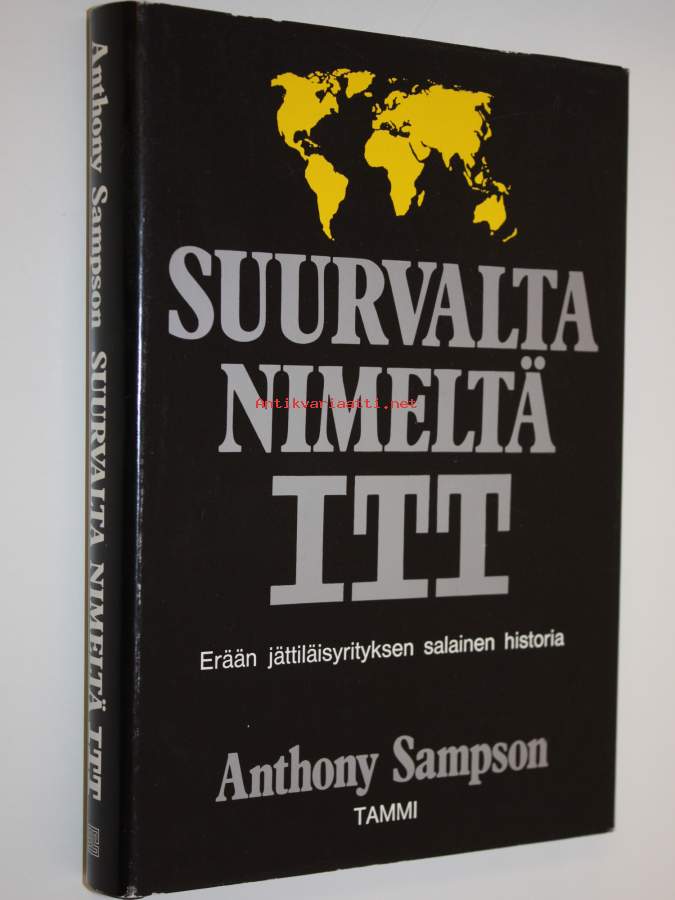 Anthony Sampson SUURVALTA NIMELTÄ ITT
SUURVALTA
NIMELTÄ
Antikvariaatti.net
ITT
Erään jättiläisyrityksen salainen historia
Anthony Sampson
TAMMI